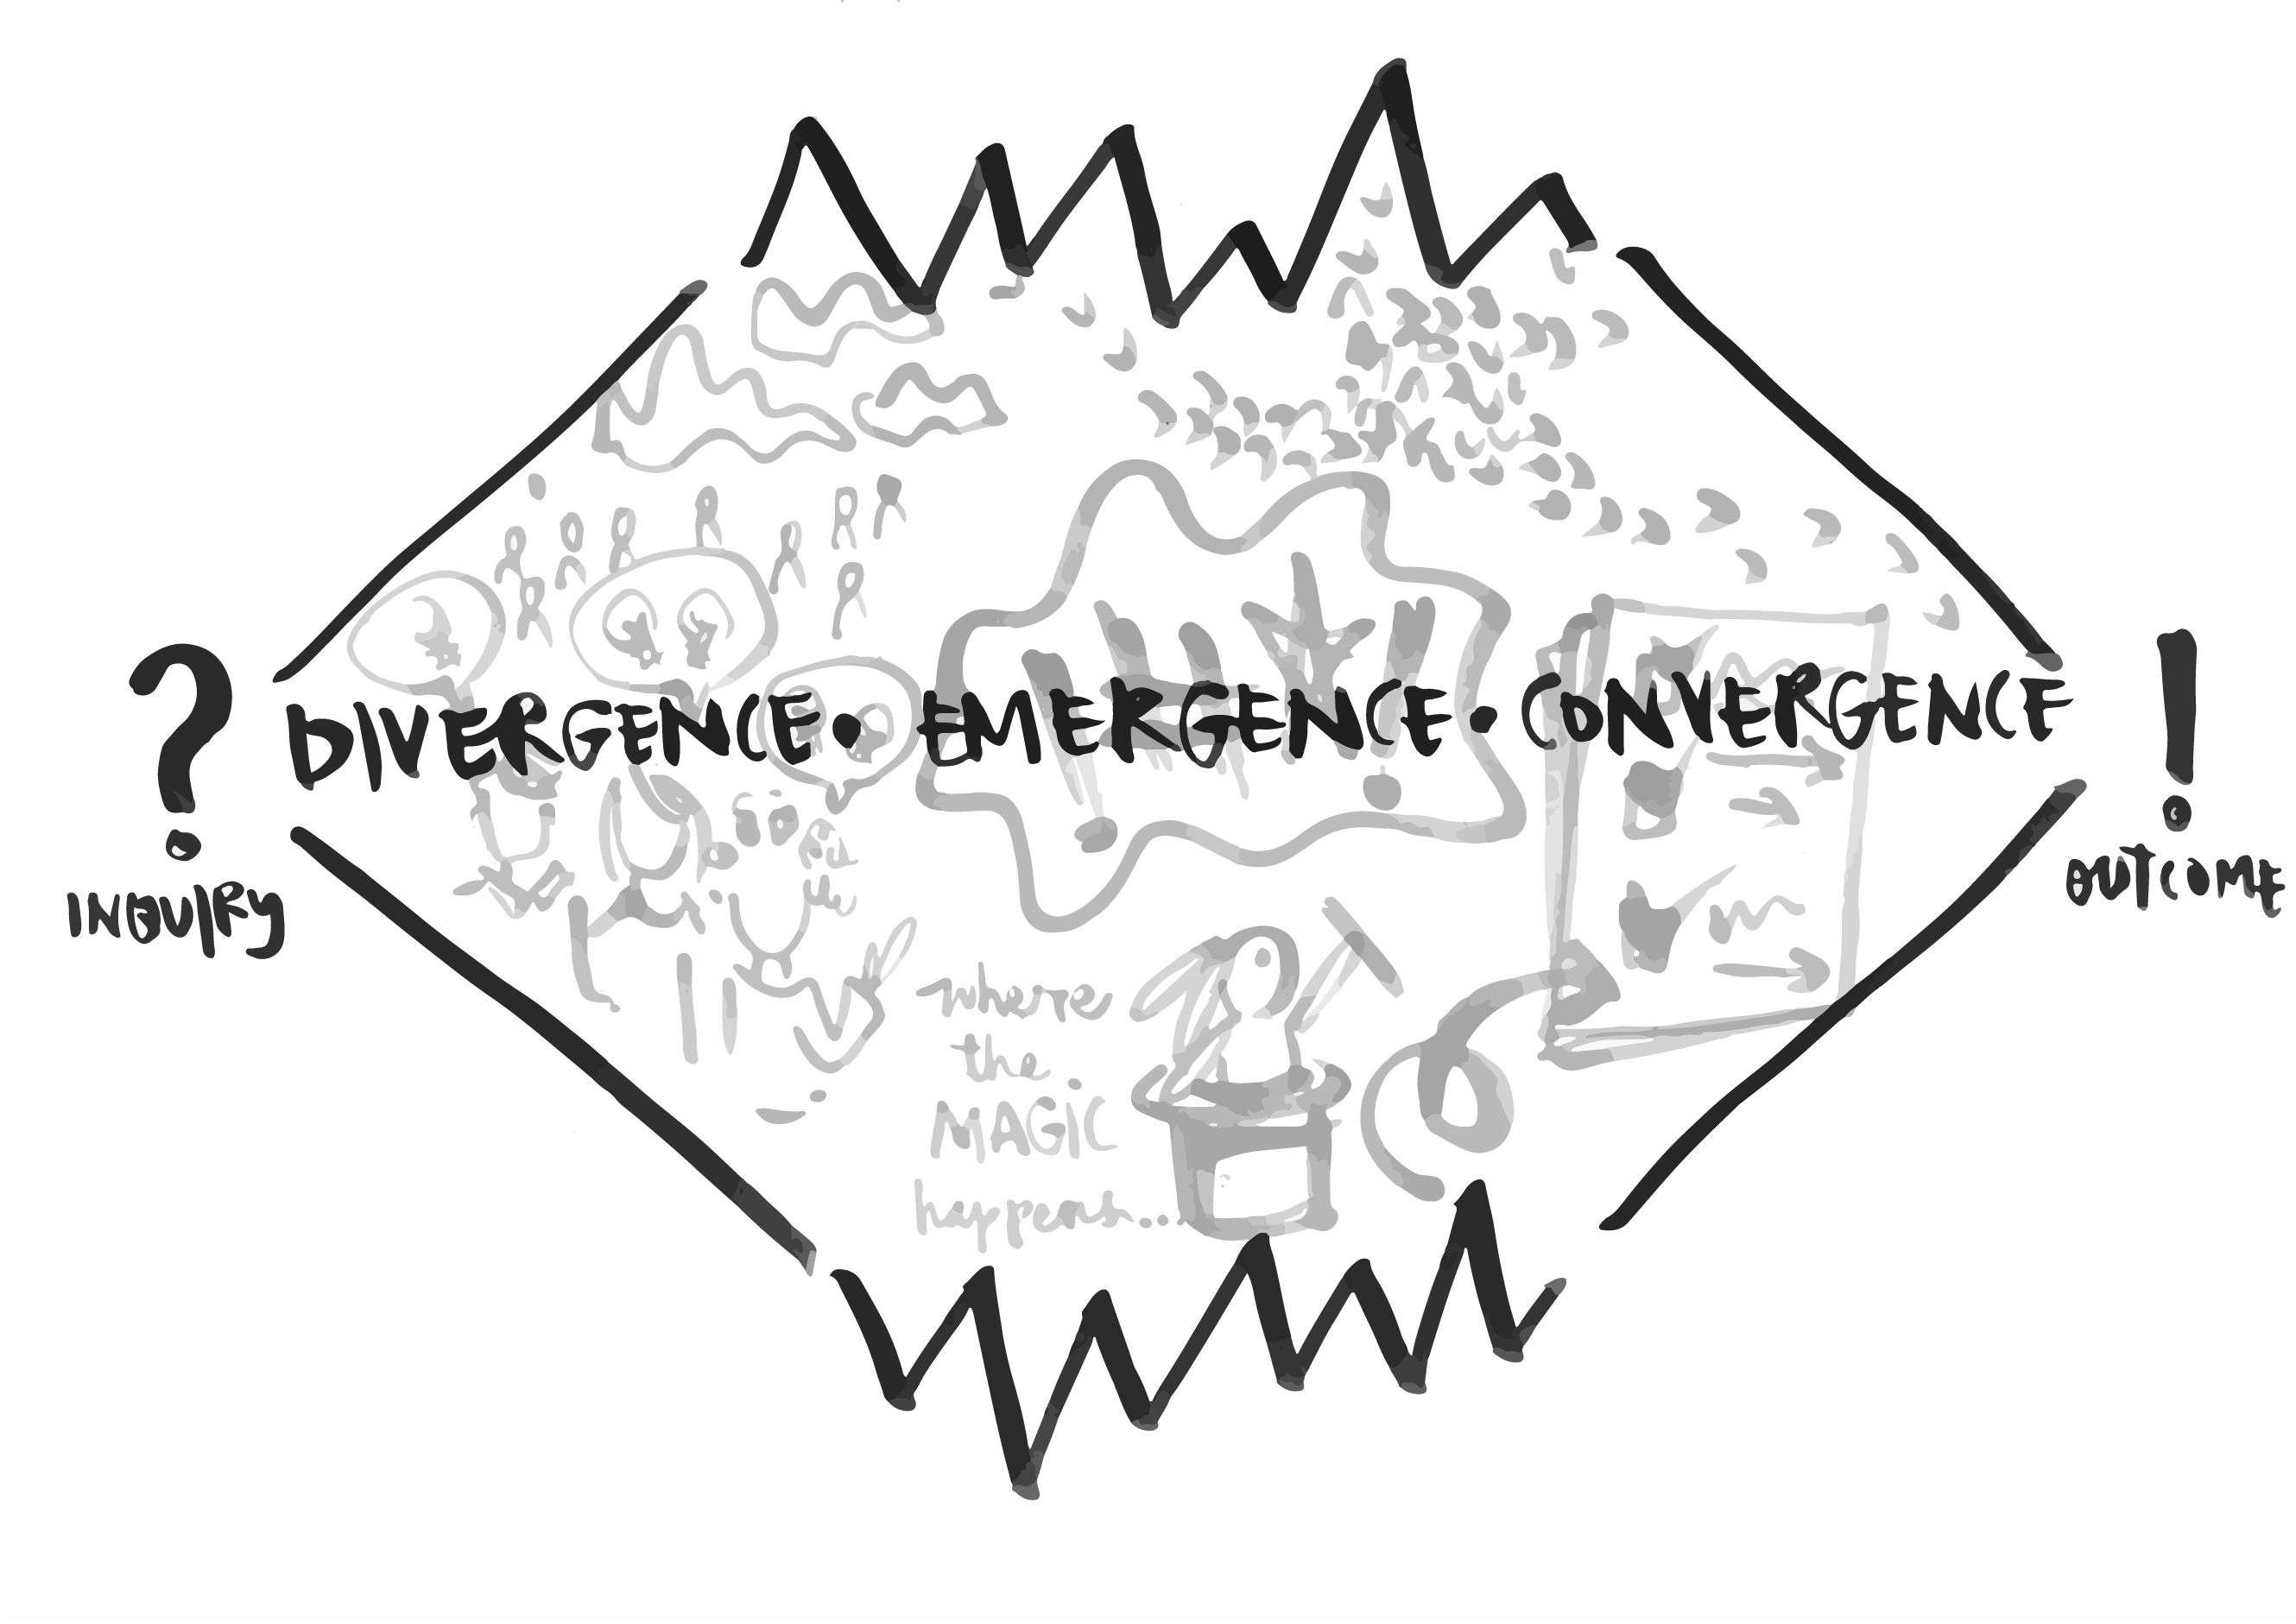 ?
INQUIRY
DIVERGENCE. EMERGENCE. CONVERGENCE
!
OUTCOME
where
the
MAGiC
happens...